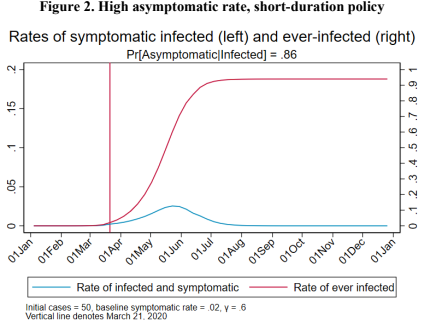 Figure 2. High asymptotic rate, short-duration policy
Rates of symptomatic infected (left) and ever-infected (right)
Pr[Asymptomatic|Infected] = .86
.2
.15
.1
.05
0
1
.9
.8
.7
.6
.5
.4
.3
.2
.1
0
01Jan 01Feb 01Mar 01Apr 01May 01Jun 01Jul 01Aug 01Sep 01Oct 01Nov 01Dec 01Jan
Rate of infected and symptomatic Rate of ever infected
Initial cases = 50, baseline symptomatic rate = .02, γ = .6
Vertical line denotes March 21, 2020